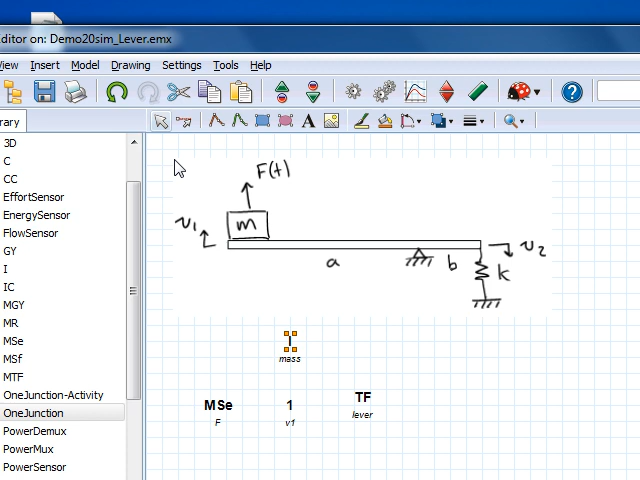 ditor on: Demo20sim_Lever.emx
View Insert Model Drawing Settings Tools Help
rary
3D
C
CC
EffortSensor
EnergySensor
FlowSensor
GY
I
IC
MGY
MR
MSe
MSf
MTF
OneJunction-Activity
OneJunction
PowerDemux
PowerMux
PowerSensor
F(t)
v1
m
a
b
v2
k
I
mass
MSe
F
1
v1
TF
lever